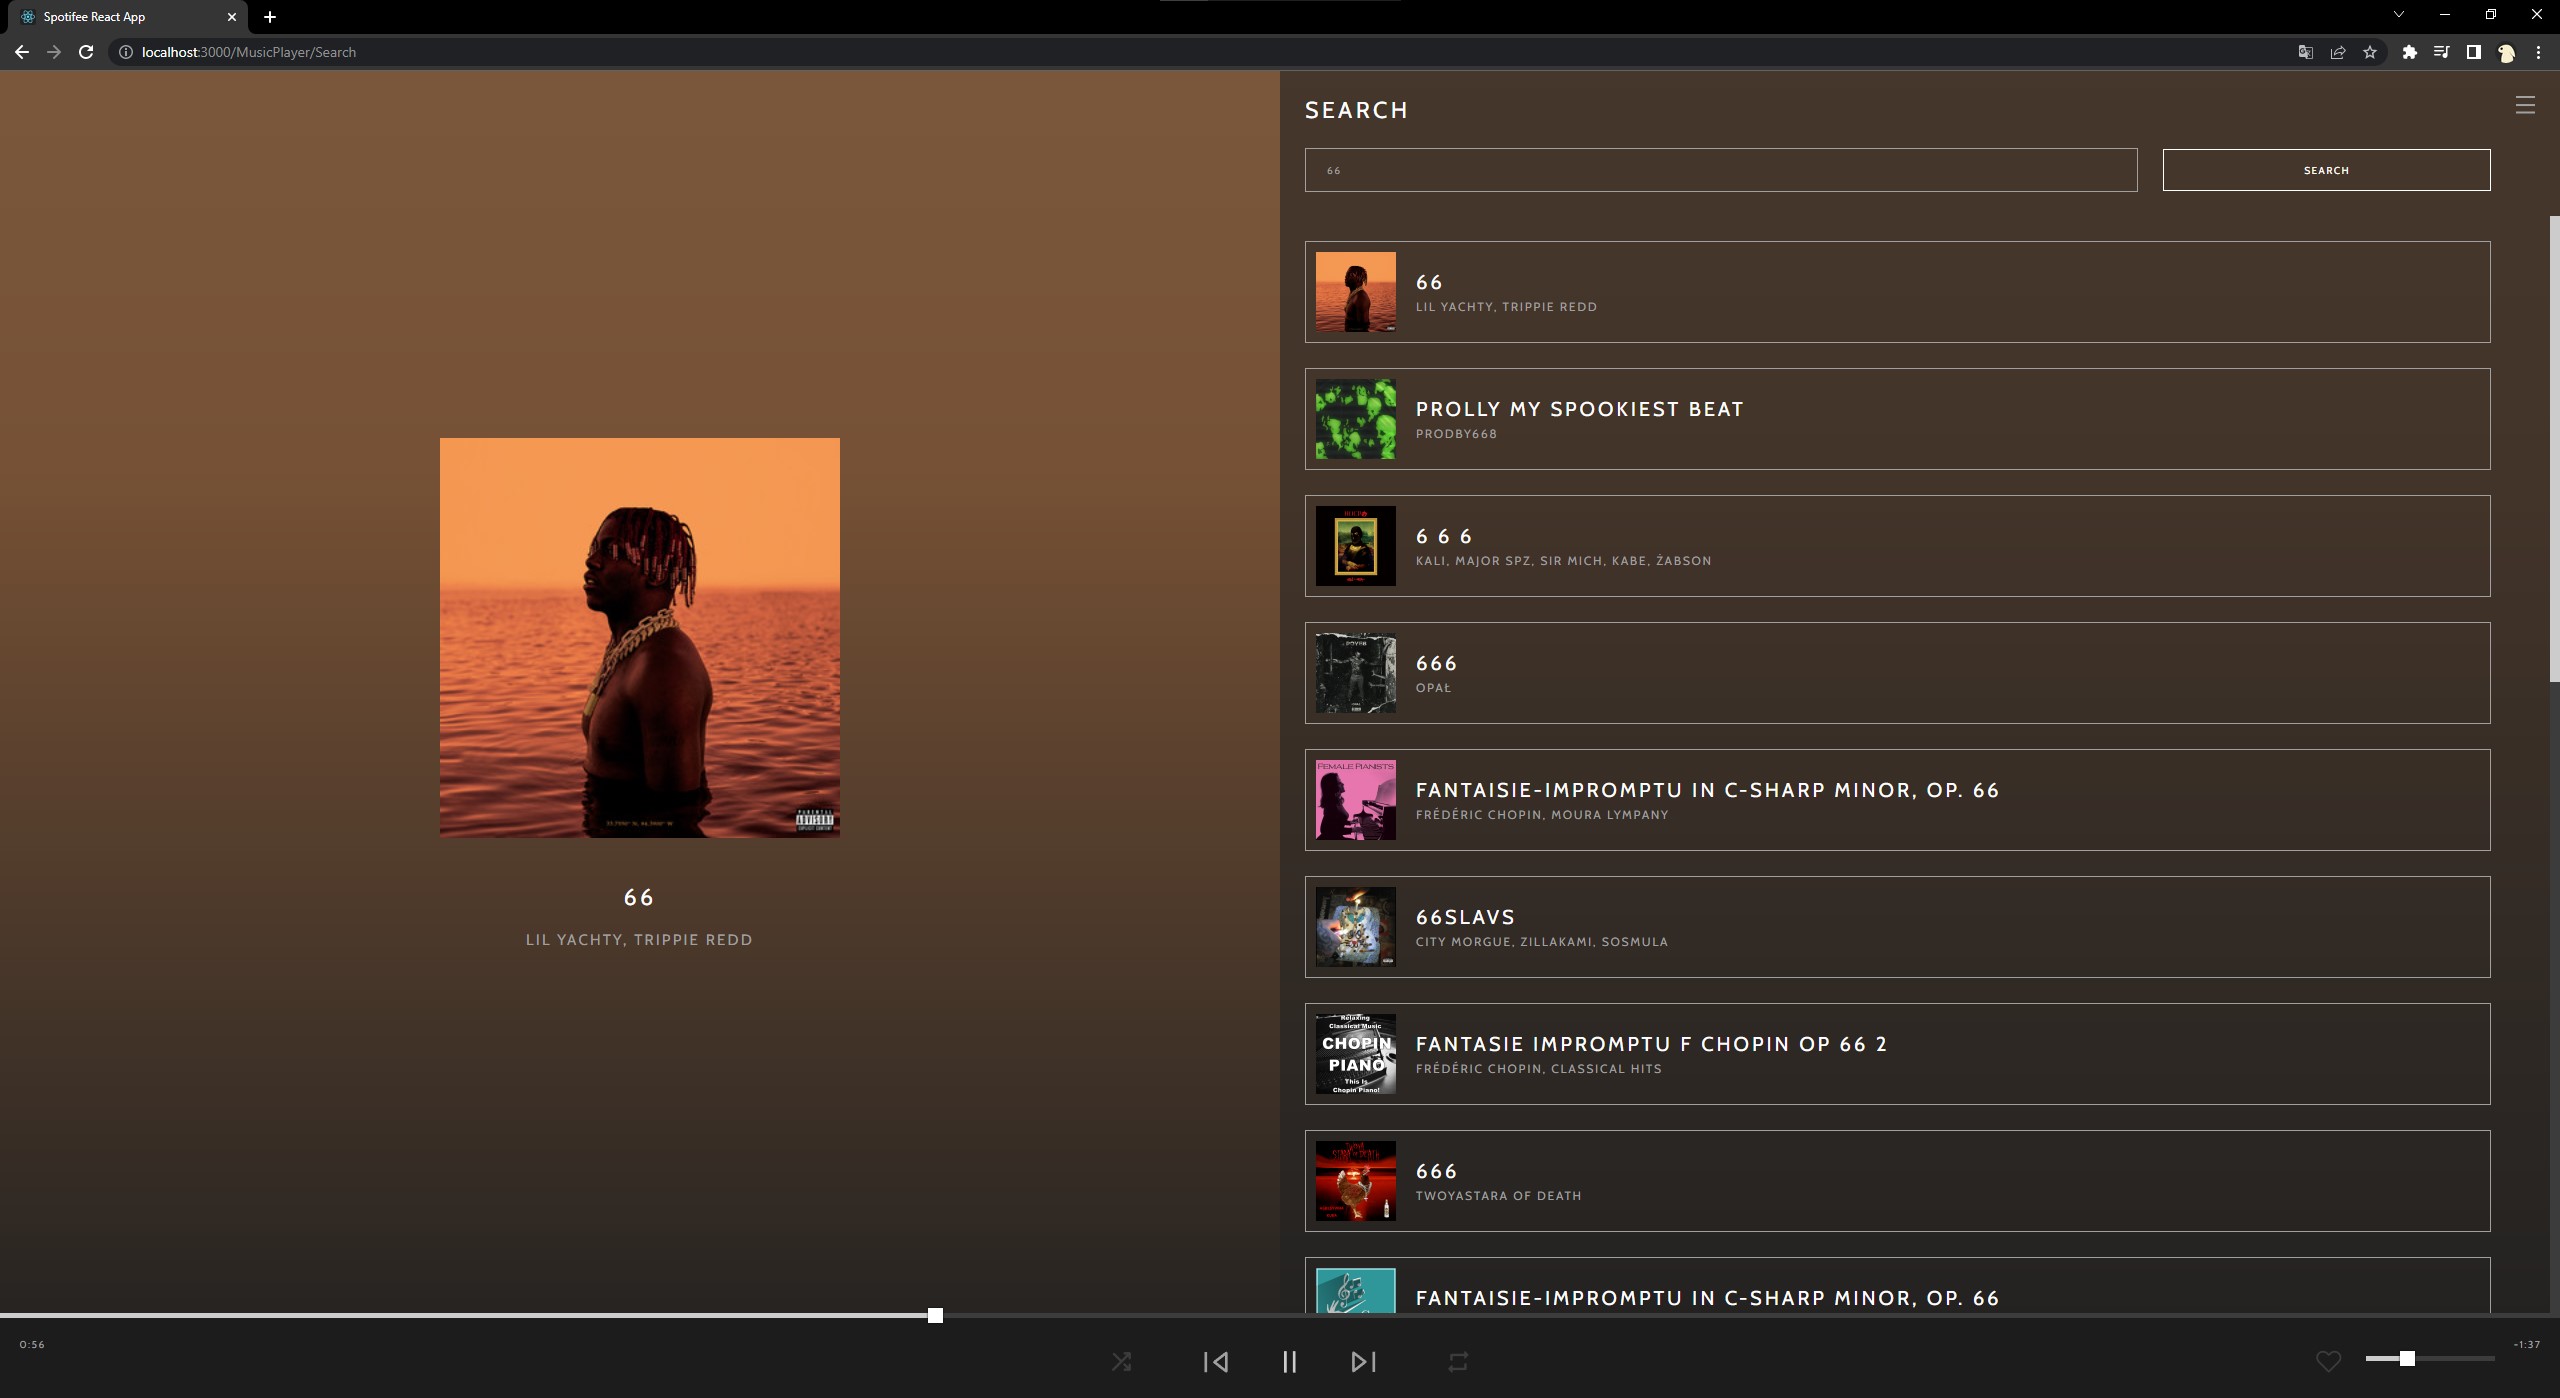 Spotifee React App
localhost:3000/MusicPlayer/Search
SEARCH
66
SEARCH
66
LIL YACHTY, TRIPPIE REDD
PROLLY MY SPOOKIEST BEAT
PRODBY668
6 6 6
KALI, MAJOR SPZ, SIR MICH, KABE, ŻABSON
666
OPAŁ
FEMALE PIANISTS
FANTAISIE-IMPROMPTU IN C-SHARP MINOR, OP. 66
FRÉDÉRIC CHOPIN, MOURA LYMPANY
66SLAVS
CITY MORGUE, ZILLAKAMI, SOSMULA
Relaxing
Classical Music
CHOPIN
PIANO
This Is
Chopin Piano!
FANTASIE IMPROMPTU F CHOPIN OP 66 2
FRÉDÉRIC CHOPIN, CLASSICAL HITS
666
TWOYASTARA OF DEATH
FANTAISIE-IMPROMPTU IN C-SHARP MINOR, OP. 66
PARENTAL
ADVISORY
EXPLICIT CONTENT
66
LIL YACHTY, TRIPPIE REDD
0:56
-1:37